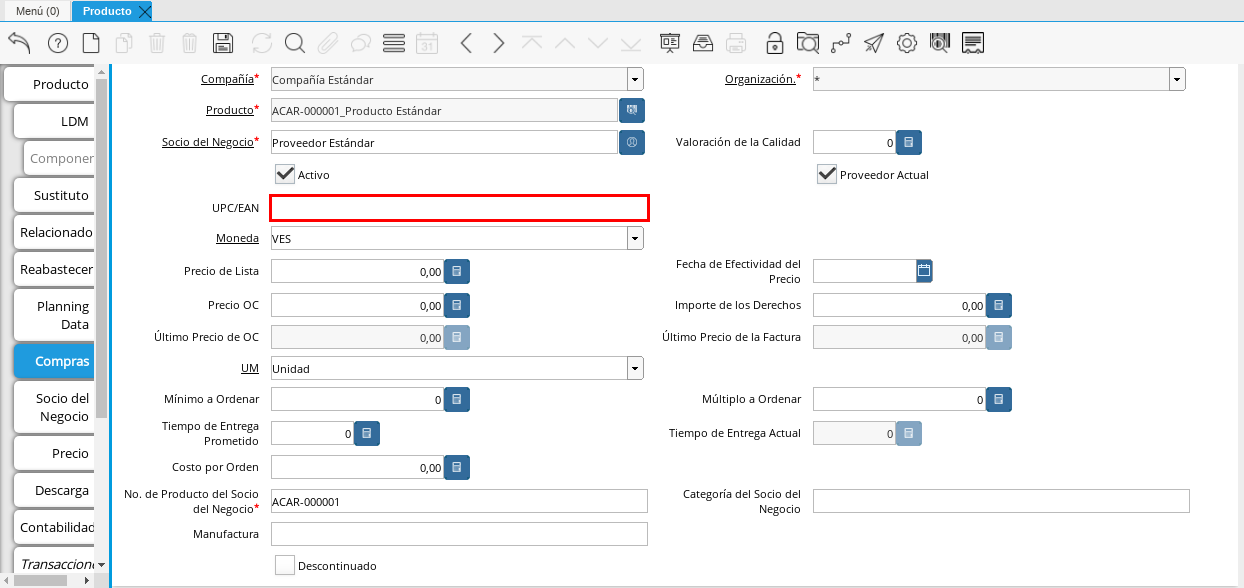 Menú (0)
Producto
31
Producto
LDM
Componen
Sustituto
Relacionado
Reabastecer
Planning
Data
Compras
Socio del
Negocio
Precio
Descarga
Contabilidad
Transaccione
Compañía* Compañía Estándar
Organización.* *
Producto* ACAR-000001_Producto Estándar
Socio del Negocio* Proveedor Estándar
Valoración de la Calidad 0
Activo
Proveedor Actual
UPC/EAN
Moneda VES
Precio de Lista 0,00
Fecha de Efectividad del
Precio
Precio OC 0,00
Importe de los Derechos 0,00
Último Precio de OC 0,00
Último Precio de la Factura 0,00
UM Unidad
Mínimo a Ordenar 0
Múltiplo a Ordenar 0
Tiempo de Entrega
Prometido 0
Tiempo de Entrega Actual 0
Costo por Orden 0,00
No. de Producto del Socio
del Negocio* ACAR-000001
Categoría del Socio del
Negocio
Manufactura
Descontinuado